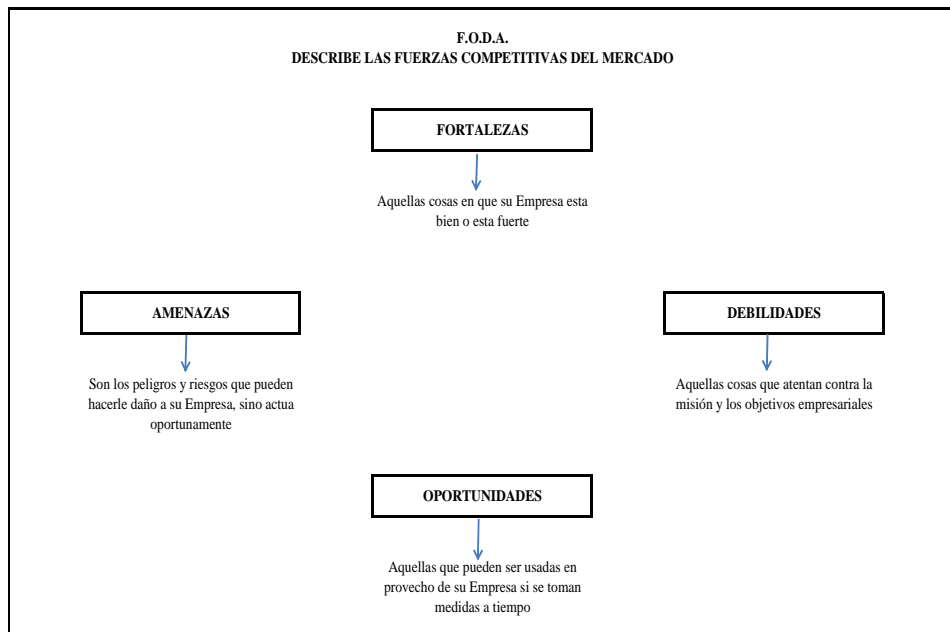 F.O.D.A.
DESCRIBE LAS FUERZAS COMPETITIVAS DEL MERCADO
FORTALEZAS
Aquellas cosas en que su Empresa esta
bien o esta fuerte
AMENAZAS
Son los peligros y riesgos que pueden
hacerle daño a su Empresa, sino actua
oportunamente
DEBILIDADES
Aquellas cosas que atentan contra la
misión y los objetivos empresariales
OPORTUNIDADES
Aquellas que pueden ser usadas en
provecho de su Empresa si se toman
medidas a tiempo